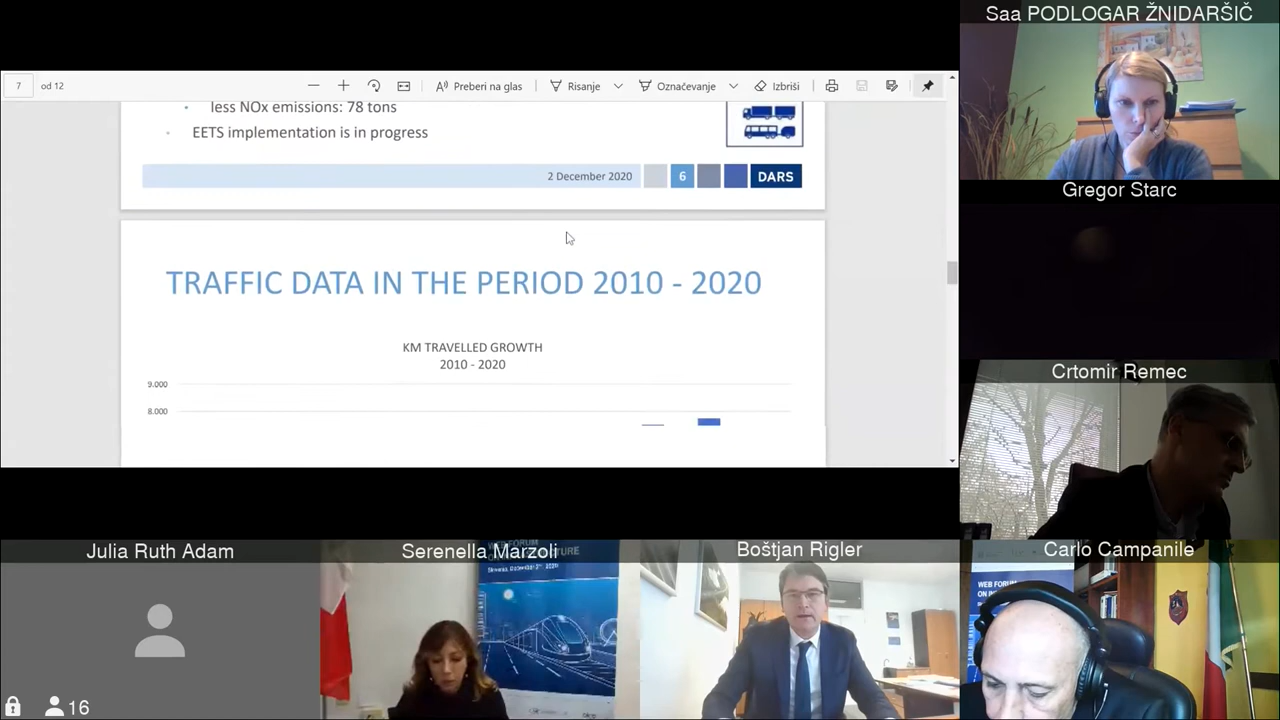 Saa PODLOGAR ŽNIDARŠIČ
7 od 12
Preberi na glas
Risanje
Označevanje
Izbriši
less NOx emissions: 78 tons
EETS implementation is in progress
2 December 2020
6
DARS
Gregor Starc
TRAFFIC DATA IN THE PERIOD 2010 - 2020
KM TRAVELLED GROWTH
2010 - 2020
9.000
8.000
Crtomir Remec
Julia Ruth Adam
Serenella Marzoli
Boštjan Rigler
Carlo Campanile
WEB FORUM
16